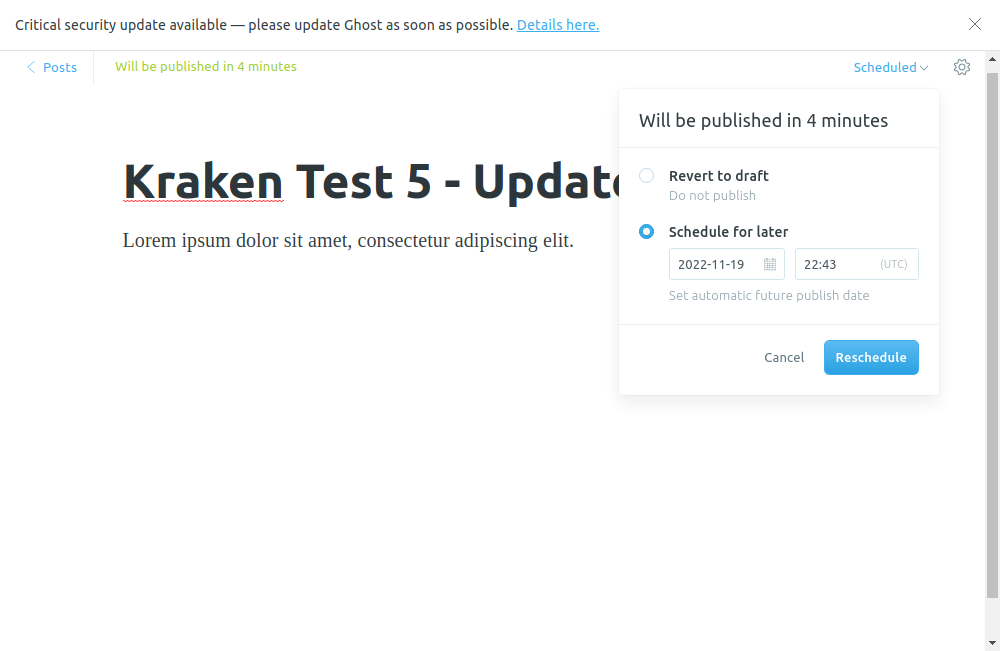 Critical security update available — please update Ghost as soon as possible. Details here.
Posts
Will be published in 4 minutes
Scheduled
Will be published in 4 minutes
Kraken Test 5 - Update
Revert to draft
Do not publish
Schedule for later
Lorem ipsum dolor sit amet, consectetur adipiscing elit.
2022-11-19
22:43 (UTC)
Set automatic future publish date
Cancel
Reschedule